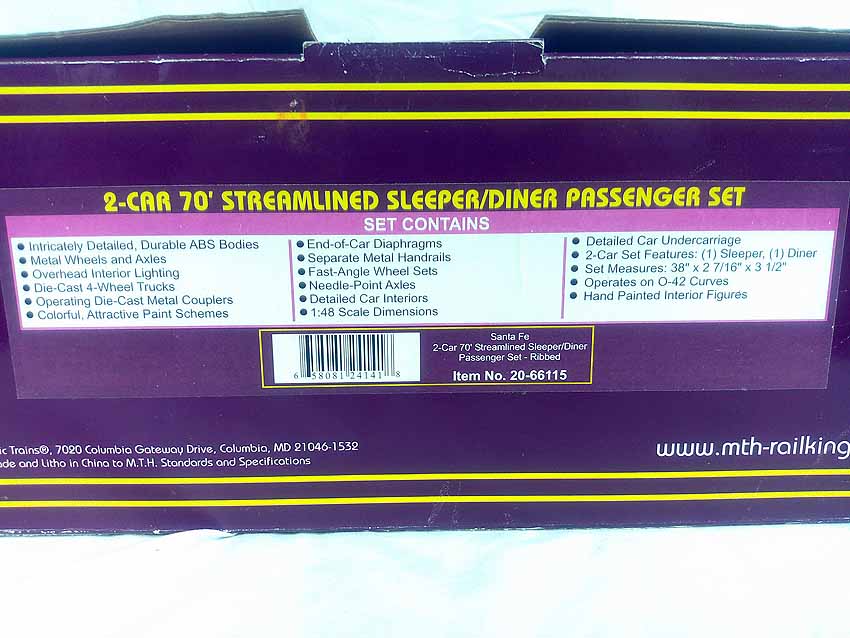 2-CAR 70' STREAMLINED SLEEPER/DINER PASSENGER SET
SET CONTAINS
• Intricately Detailed, Durable ABS Bodies
• Metal Wheels and Axles
• Overhead Interior Lighting
• Die-Cast 4-Wheel Trucks
• Operating Die-Cast Metal Couplers
• Colorful, Attractive Paint Schemes
• End-of-Car Diaphragms
• Separate Metal Handrails
• Fast-Angle Wheel Sets
• Needle-Point Axles
• Detailed Car Interiors
• 1:48 Scale Dimensions
• Detailed Car Undercarriage
• 2-Car Set Features: (1) Sleeper, (1) Diner
• Set Measures: 38" x 2 7/16" x 3 1/2"
• Operates on O-42 Curves
• Hand Painted Interior Figures
6 58081 24141 8
Santa Fe
2-Car 70' Streamlined Sleeper/Diner
Passenger Set - Ribbed
Item No. 20-66115
ic Trains®, 7020 Columbia Gateway Drive, Columbia, MD 21046-1532
ade and Litho in China to M.T.H. Standards and Specifications
www.mth-railking